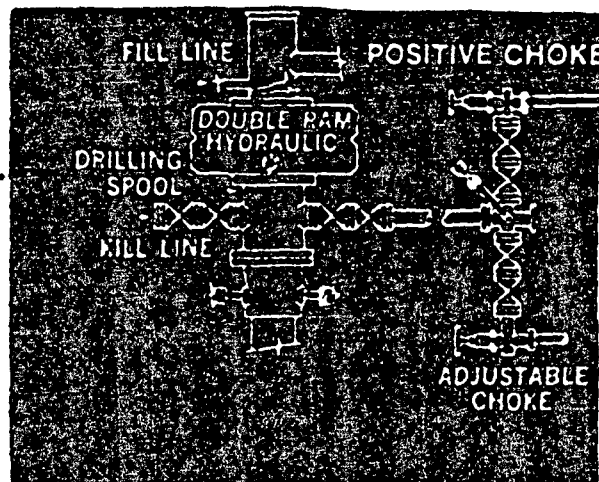 FILL LINE
POSITIVE CHOKE
DOUBLE RAM
HYDRAULIC
DRILLING
SPOOL
KILL LINE
ADJUSTABLE
CHOKE